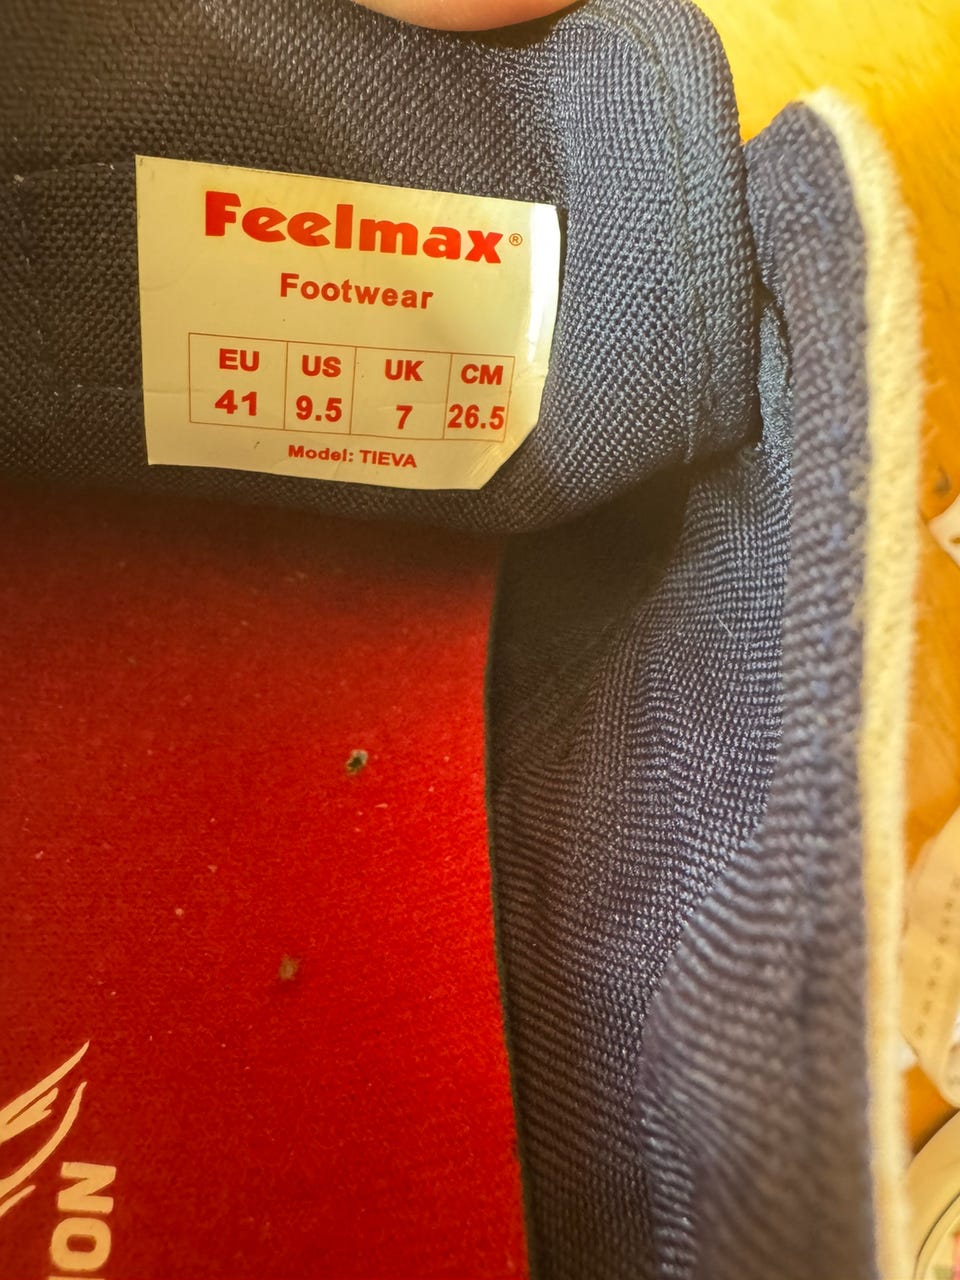 Feelmax®
Footwear
EU US UK CM
41 9.5 7 26.5
Model: TIEVA